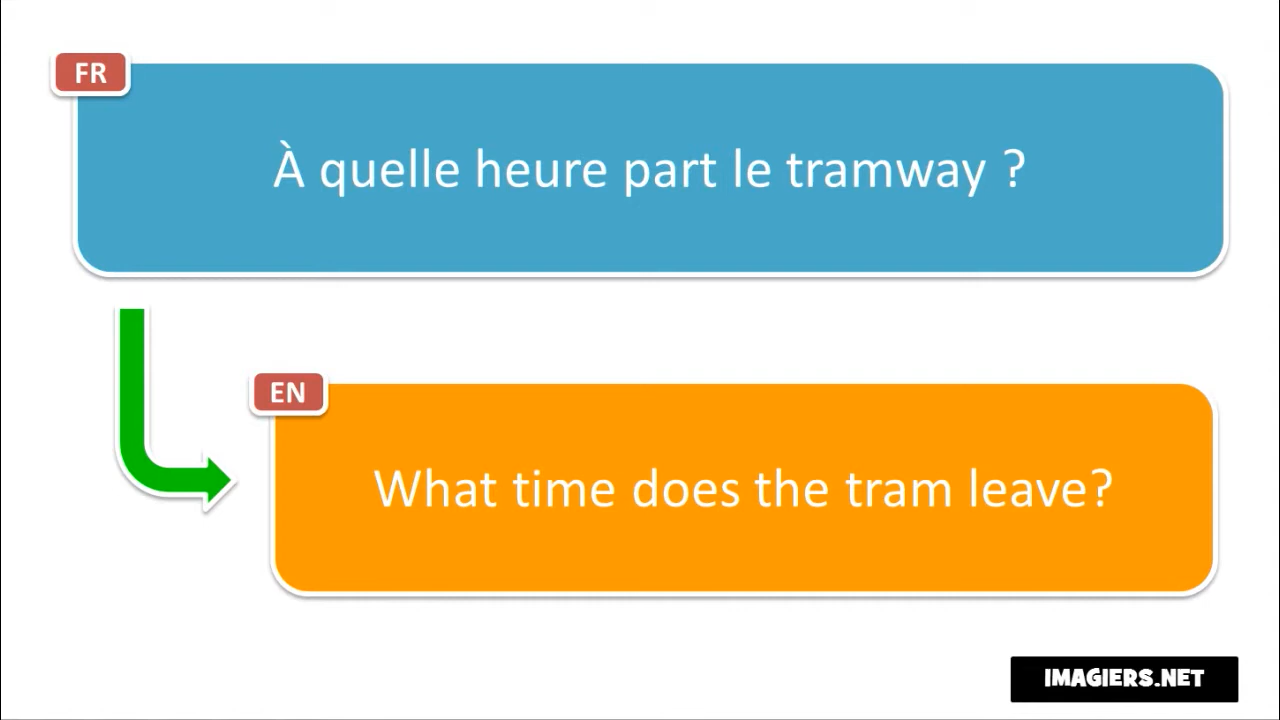 FR
À quelle heure part le tramway ?
EN
What time does the tram leave?
IMAGIERS.NET